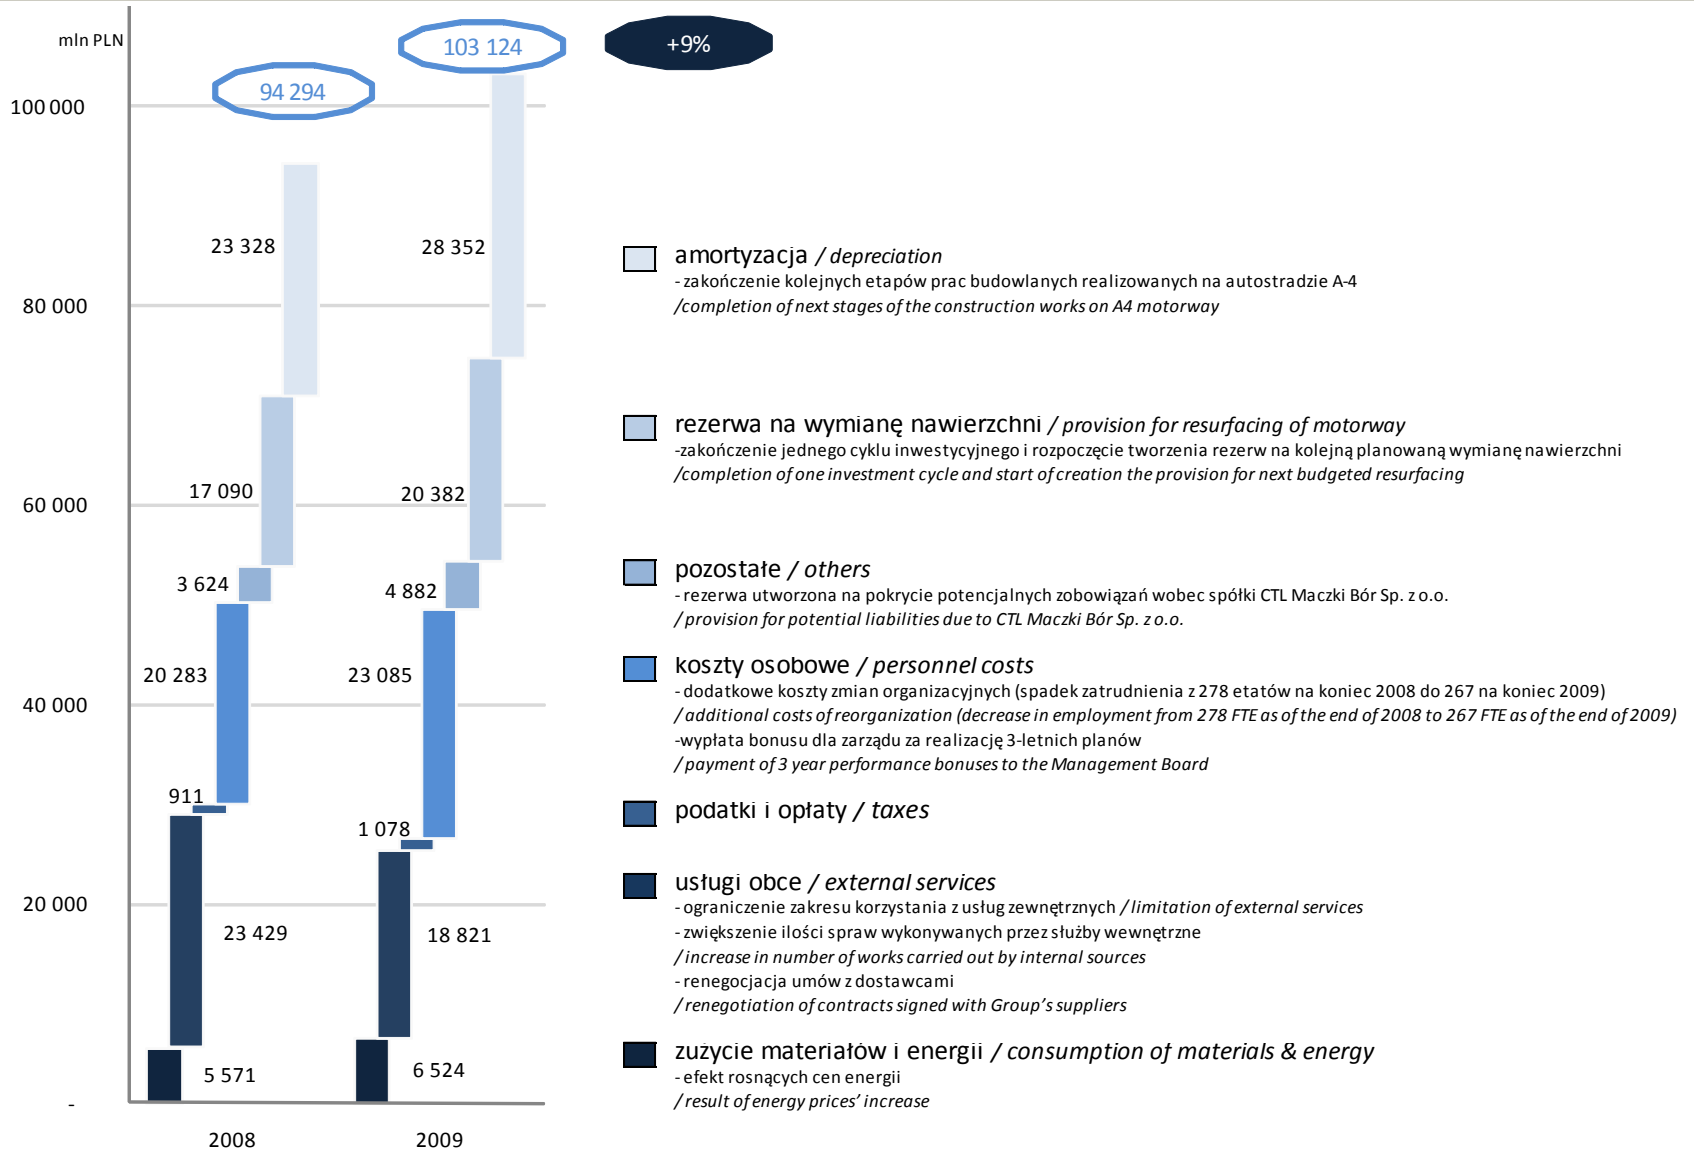 mln PLN
103 124
+9%
94 294
100 000
80 000
60 000
40 000
20 000
-
23 328
28 352
17 090
20 382
3 624
4 882
20 283
23 085
911
1 078
23 429
18 821
5 571
6 524
2008
2009
amortyzacja / depreciation
- zakończenie kolejnych etapów prac budowlanych realizowanych na autostradzie A-4
/completion of next stages of the construction works on A4 motorway
rezerwa na wymianę nawierzchni / provision for resurfacing of motorway
-zakończenie jednego cyklu inwestycyjnego i rozpoczęcie tworzenia rezerw na kolejną planowaną wymianę nawierzchni
/completion of one investment cycle and start of creation the provision for next budgeted resurfacing
pozostałe / others
- rezerwa utworzona na pokrycie potencjalnych zobowiązań wobec spółki CTL Maczki Bór Sp. z o.o.
/ provision for potential liabilities due to CTL Maczki Bór Sp. z o.o.
koszty osobowe / personnel costs
- dodatkowe koszty zmian organizacyjnych (spadek zatrudnienia z 278 etatów na koniec 2008 do 267 na koniec 2009)
/ additional costs of reorganization (decrease in employment from 278 FTE as of the end of 2008 to 267 FTE as of the end of 2009)
-wypłata bonusu dla zarządu za realizację 3-letnich planów
/ payment of 3 year performance bonuses to the Management Board
podatki i opłaty / taxes
usługi obce / external services
- ograniczenie zakresu korzystania z usług zewnętrznych / limitation of external services
- zwiększenie ilości spraw wykonywanych przez służby wewnętrzne
/ increase in number of works carried out by internal sources
- renegocjacja umów z dostawcami
/ renegotiation of contracts signed with Group's suppliers
zużycie materiałów i energii / consumption of materials & energy
- efekt rosnących cen energii
/ result of energy prices' increase